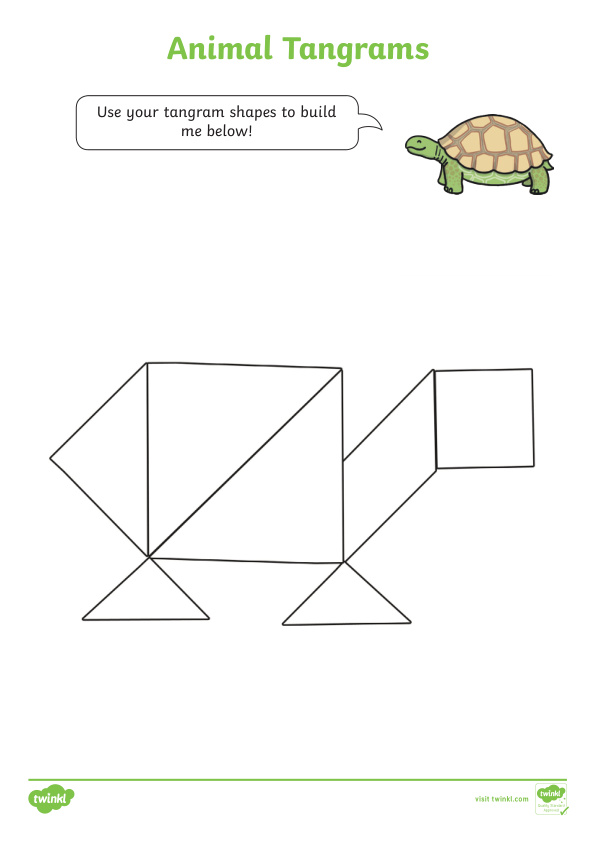 Animal Tangrams
Use your tangram shapes to build
me below!
twinkl
visit twinkl.com
twinkl
Quality Standard
Approved